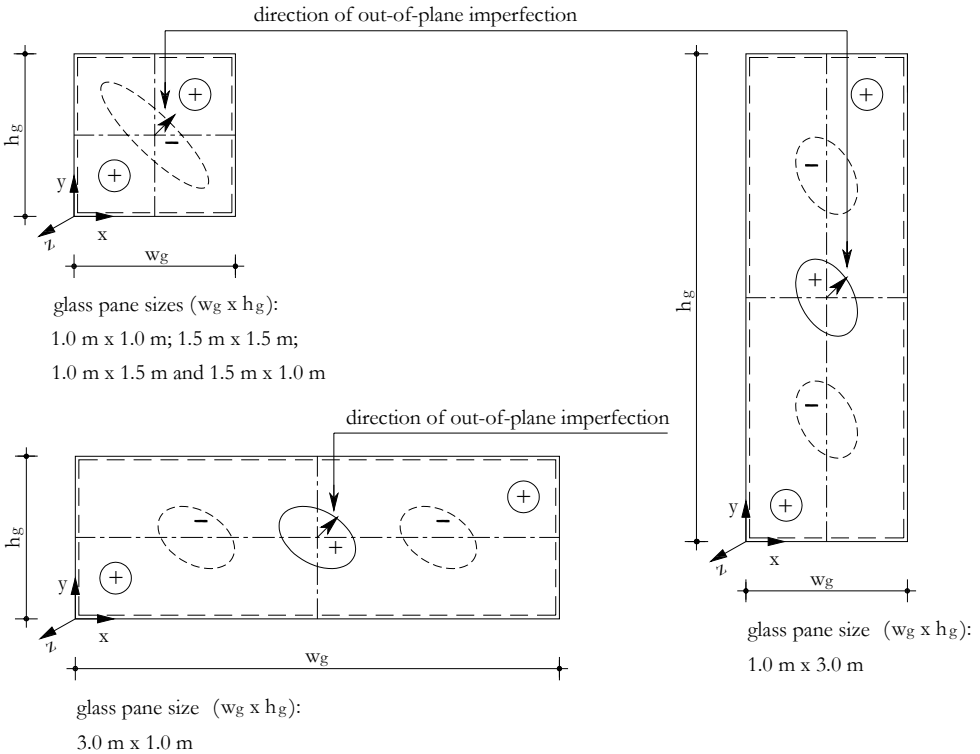 direction of out-of-plane imperfection
+
hg
−
+
y
x
z
wg
glass pane sizes (wg x hg):
1.0 m x 1.0 m; 1.5 m x 1.5 m;
1.0 m x 1.5 m and 1.5 m x 1.0 m
+
−
+
hg
−
+
y
x
z
wg
glass pane size (wg x hg):
1.0 m x 3.0 m
direction of out-of-plane imperfection
+
−
−
hg
+
+
y
x
z
wg
glass pane size (wg x hg):
3.0 m x 1.0 m